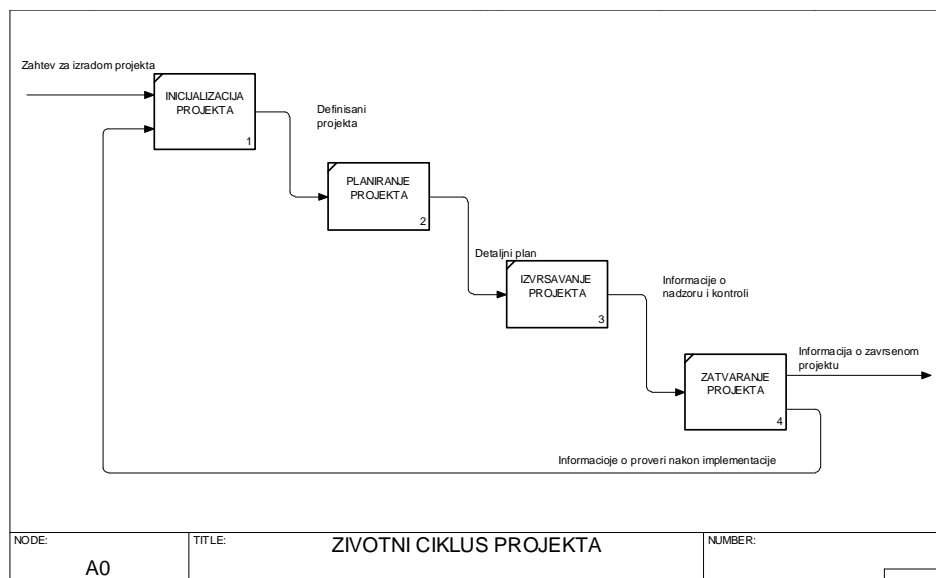 Zahtev za izradom projekta
INICIJALIZACIJA
PROJEKTA
1
Definisani
projekta
PLANIRANJE
PROJEKTA
2
Detaljni plan
IZVRSAVANJE
PROJEKTA
3
Informacije o
nadzoru i kontroli
ZATVARANJE
PROJEKTA
4
Informacija o zavrsenom
projektu
Informacioje o proveri nakon implementacije
NODE:
A0
TITLE:
ZIVOTNI CIKLUS PROJEKTA
NUMBER: